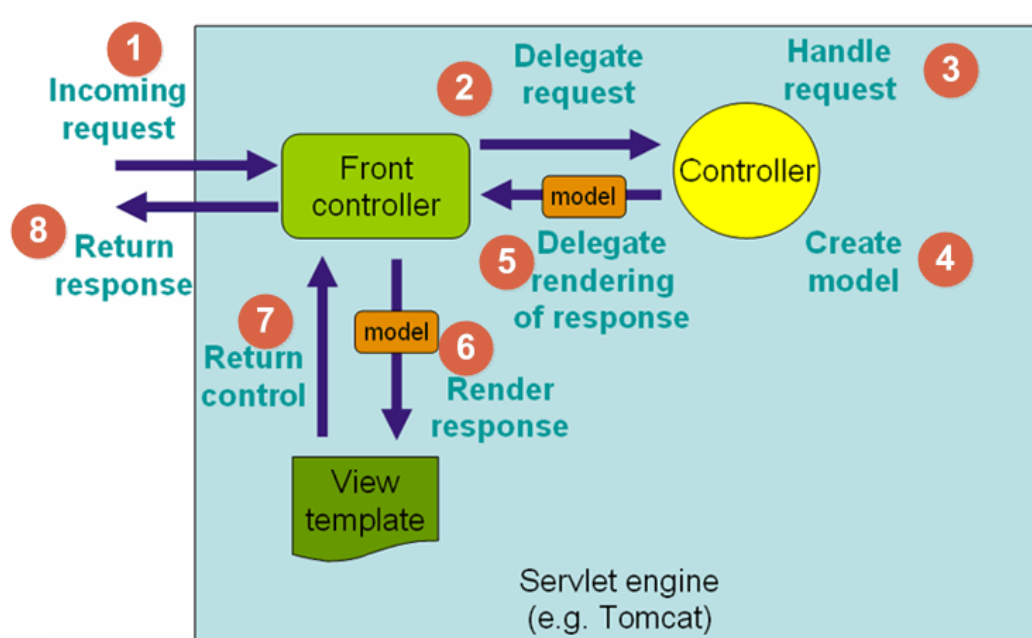 1
Incoming
request
2
Delegate
request
Handle
request
3
Front
controller
Controller
model
8
Return
response
5
Delegate
rendering
of response
Create
model
4
7
Return
control
model
6
Render
response
View
template
Servlet engine
(e.g. Tomcat)